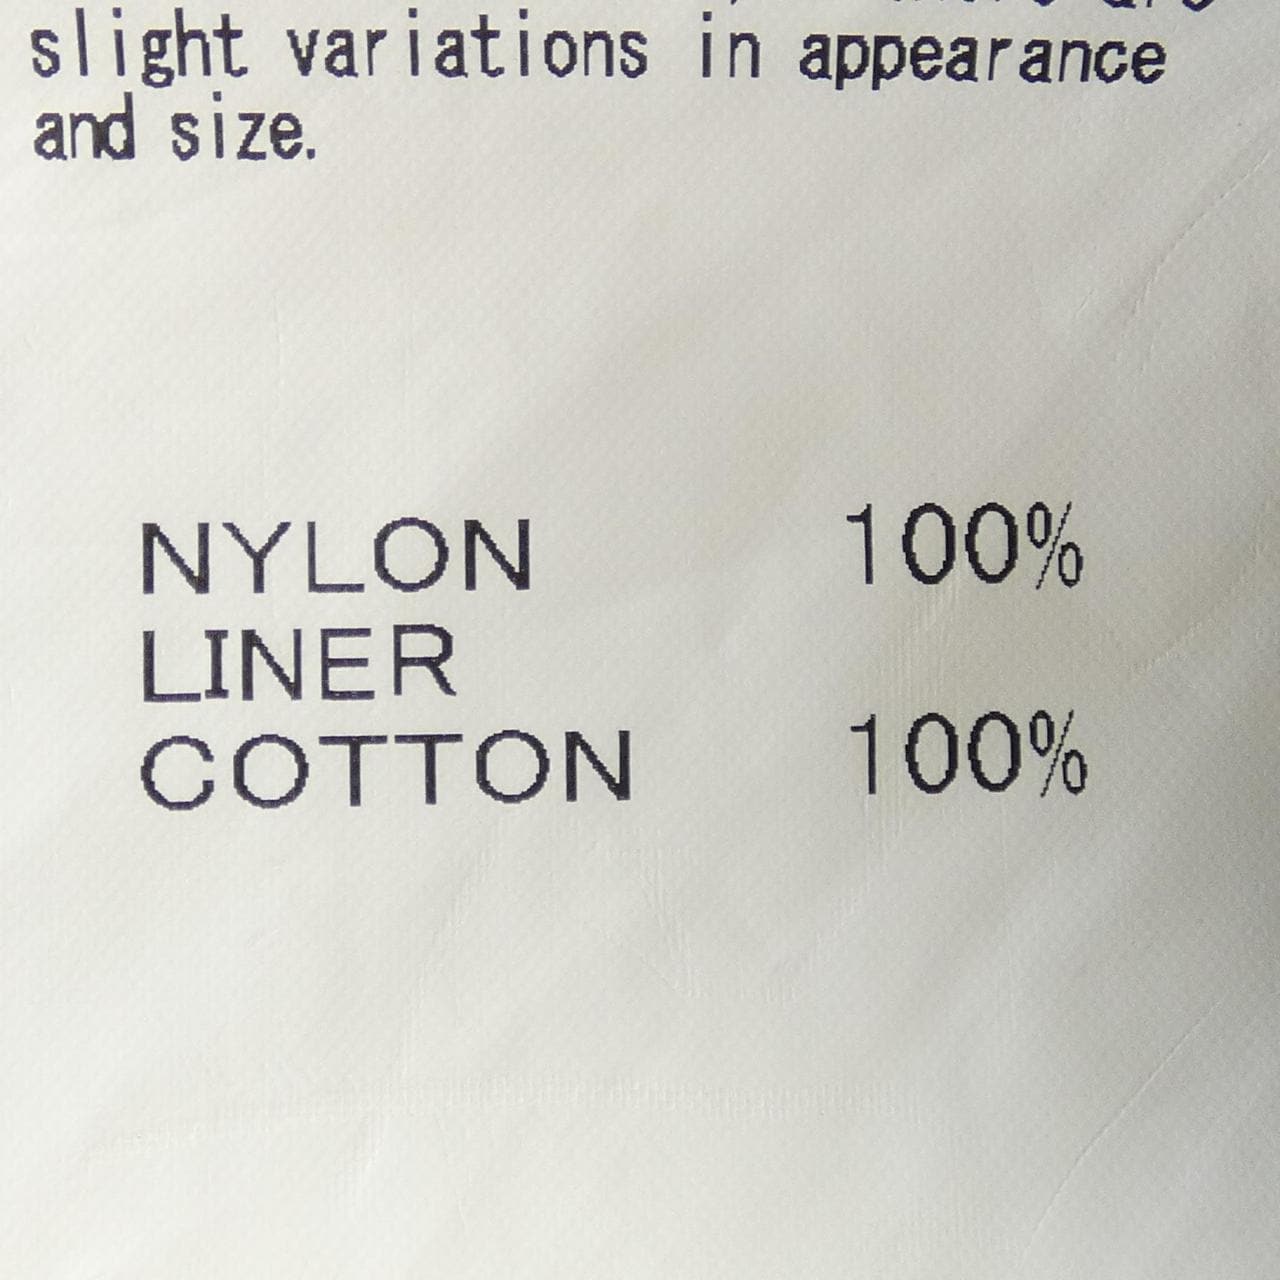 slight variations in appearance
and size.
NYLON 100%
LINER
COTTON 100%